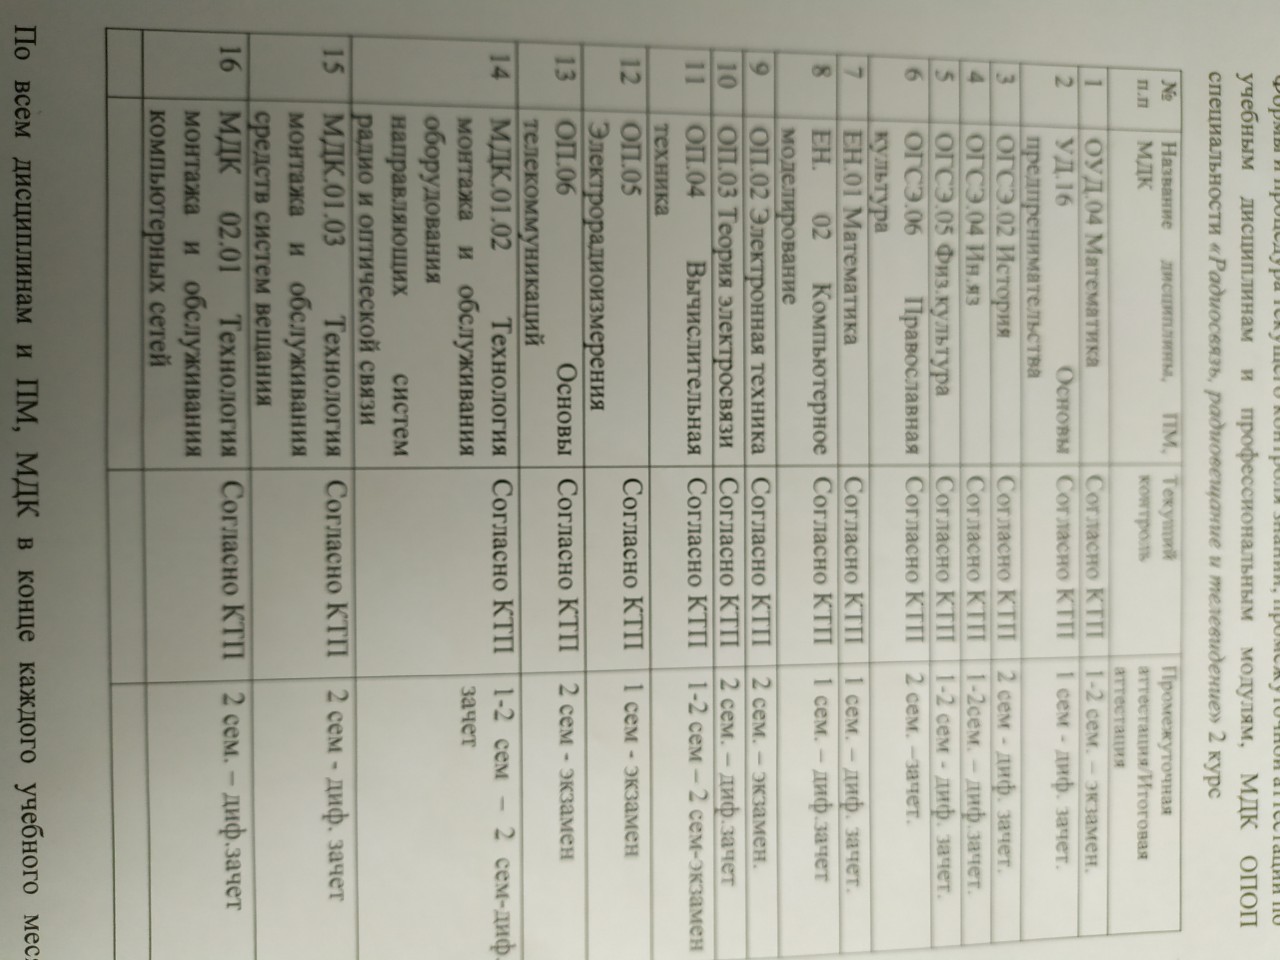 учебным дисциплинам и профессиональным модулям, МДК ОПОП
специальности «Радиосвязь, радиовещание и телевидение» 2 курс
№ п.п
Название дисциплины, ПМ, МДК
Текущий контроль
Промежуточная аттестация/Итоговая аттестация
1 ОУД.04 Математика Согласно КТП 1-2 сем. – экзамен.
2 УД.16 Основы Согласно КТП 1 сем - диф. зачет.
предпренимательства
3 ОГСЭ.02 История Согласно КТП 2 сем - диф. зачет.
4 ОГСЭ.04 Ин.яз Согласно КТП 1-2сем. – диф.зачет.
5 ОГСЭ.05 Физ.культура Согласно КТП 1-2 сем - диф. зачет.
6 ОГСЭ.06 Православная Согласно КТП 2 сем. –зачет.
культура
7 ЕН.01 Математика Согласно КТП 1 сем. – диф. зачет.
8 ЕН. 02 Компьютерное Согласно КТП 1 сем. – диф.зачет
моделирование
9 ОП.02 Электронная техника Согласно КТП 2 сем. – экзамен.
10 ОП.03 Теория электросвязи Согласно КТП 2 сем. – диф.зачет
11 ОП.04 Вычислительная Согласно КТП 1-2 сем – 2 сем-экзамен
техника
12 ОП.05 Согласно КТП 1 сем - экзамен
Электрорадиоизмерения
13 ОП.06 Основы Согласно КТП 2 сем - экзамен
телекоммуникаций
14 МДК.01.02 Технология Согласно КТП 1-2 сем – 2 сем-диф.
монтажа и обслуживания зачет
оборудования
направляющих систем
радио и оптической связи
15 МДК.01.03 Технология Согласно КТП 2 сем - диф. зачет
монтажа и обслуживания
средств систем вещания
16 МДК 02.01 Технология Согласно КТП 2 сем. – диф.зачет
монтажа и обслуживания
компьютерных сетей
По всем дисциплинам и ПМ, МДК в конце каждого учебного